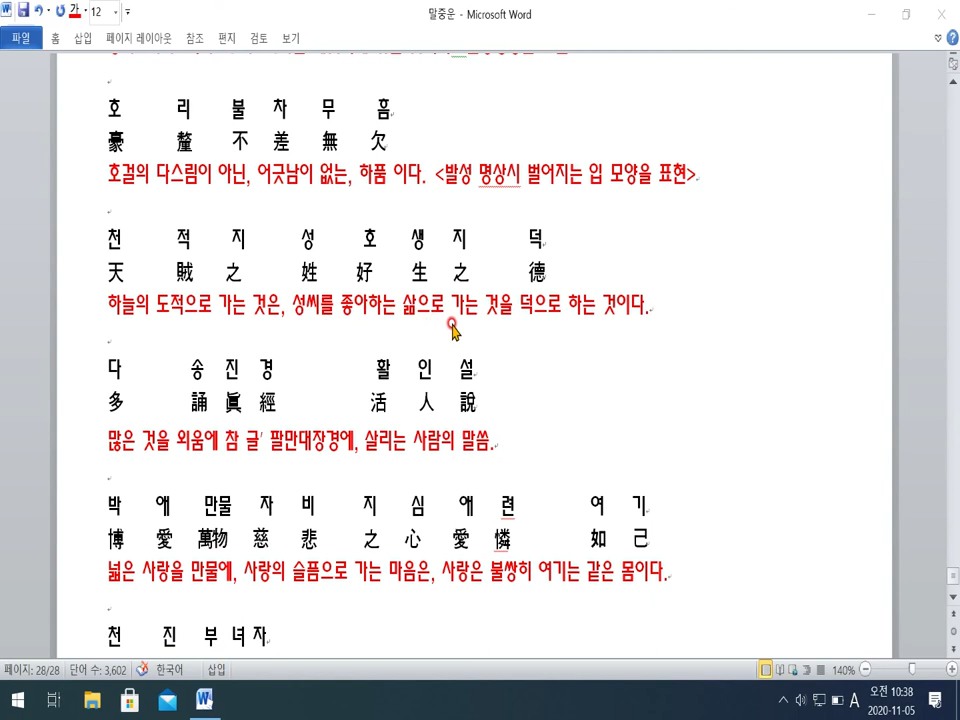 말중운 - Microsoft Word
가 12
파일 홈 삽입 페이지 레이아웃 참조 편지 검토 보기
호 리 불 차 무 흠
豪 釐 不 差 無 欠
호걸의 다스림이 아닌, 어긋남이 없는, 하품 이다. <발성 명상시 벌어지는 입 모양을 표현>
천 적 지 성 호 생 지 덕
天 賊 之 姓 好 生 之 德
하늘의 도적으로 가는 것은, 성씨를 좋아하는 삶으로 가는 것을 덕으로 하는 것이다.
다 송 진 경 활 인 설
多 誦 眞 經 活 人 說
많은 것을 외움에 참 글' 팔만대장경에, 살리는 사람의 말씀.
박 애 만물 자 비 지 심 애 련 여 기
博 愛 萬物 慈 悲 之 心 愛 憐 如 己
넓은 사랑을 만물에, 사랑의 슬픔으로 가는 마음은, 사랑은 불쌍히 여기는 같은 몸이다.
천 진 부 녀 자
페이지: 28/28 단어 수: 3,602 한국어 삽입 140%
A 오전 10:38
2020-11-05